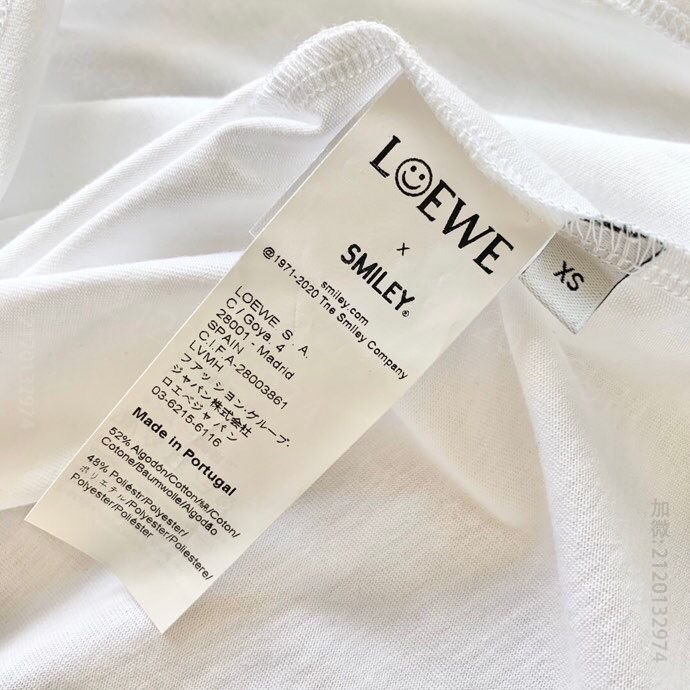 LOEWE
x
SMILEY®
smiley.com
@1971-2020 The Smiley Company
LOEWE S.A.
C/Goya 4.
28001-Madrid
SPAIN
C.I.F.A-28003861
LVMH
ファッション・グループ.
ジャパン株式会社
ロエベジャパン
03-6215-6116
Made in Portugal
52% Algodón/Cotton/綿/Coton/
Cotone/Baumwolle/Algodão
48% Poliéstr/Polyester/
ポリエチル/Polyester/Poliestere/
Polyester/Poliéster
XS
加微:2120132974